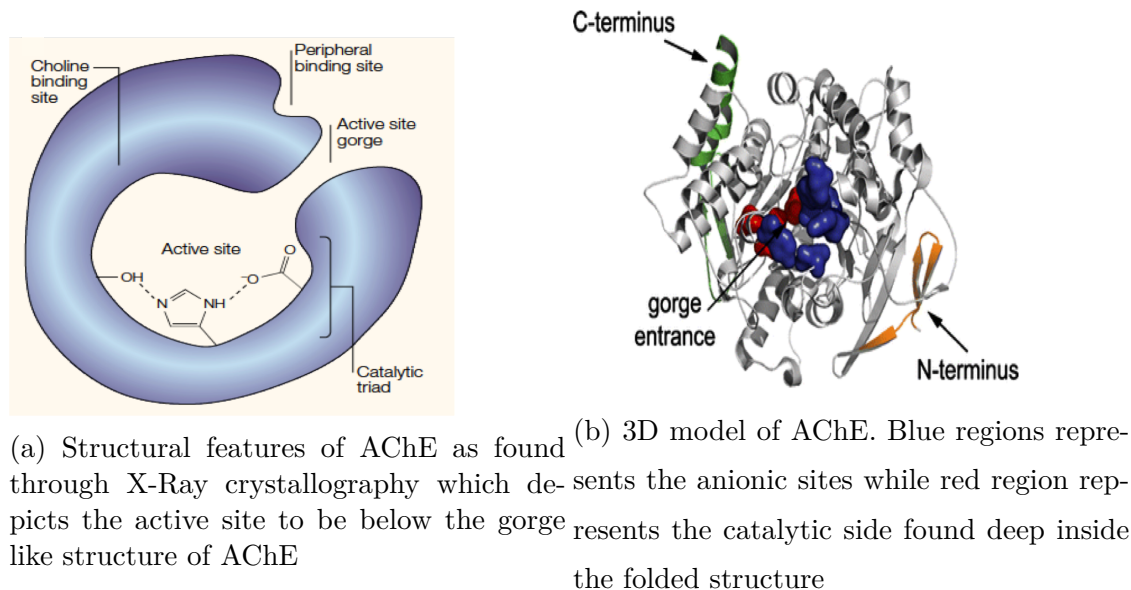 Choline
binding
site
Peripheral
binding site
Active site
gorge
Active site
OH
N
NH
-O
O
Catalytic
triad
(a) Structural features of AChE as found
through X-Ray crystallography which de-
picts the active site to be below the gorge
like structure of AChE
C-terminus
gorge
entrance
N-terminus
(b) 3D model of AChE. Blue regions repre-
sents the anionic sites while red region rep-
resents the catalytic side found deep inside
the folded structure